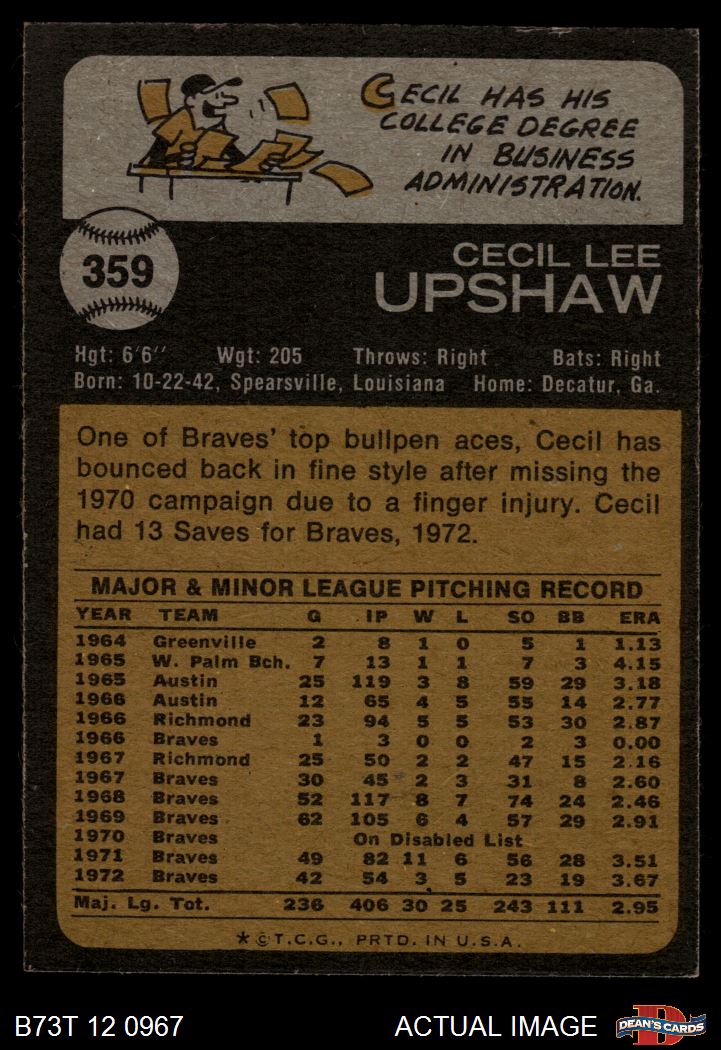 CECIL HAS HIS
COLLEGE DEGREE
IN BUSINESS
ADMINISTRATION.
359
CECIL LEE
UPSHAW
Hgt: 6'6" Wgt: 205 Throws: Right Bats: Right
Born: 10-22-42, Spearsville, Louisiana Home: Decatur, Ga.
One of Braves' top bullpen aces, Cecil has
bounced back in fine style after missing the
1970 campaign due to a finger injury. Cecil
had 13 Saves for Braves, 1972.
MAJOR & MINOR LEAGUE PITCHING RECORD
YEAR TEAM G IP W L SO BB ERA
1964 Greenville 2 8 1 0 5 1 1.13
1965 W. Palm Bch. 7 13 1 1 7 3 4.15
1965 Austin 25 119 3 8 59 29 3.18
1966 Austin 12 65 4 5 55 14 2.77
1966 Richmond 23 94 5 5 53 30 2.87
1966 Braves 1 3 0 0 2 3 0.00
1967 Richmond 25 50 2 2 47 15 2.16
1967 Braves 30 45 2 3 31 8 2.60
1968 Braves 52 117 8 7 74 24 2.46
1969 Braves 62 105 6 4 57 29 2.91
1970 Braves On Disabled List
1971 Braves 49 82 11 6 56 28 3.51
1972 Braves 42 54 3 5 23 19 3.67
Maj. Lg. Tot. 236 406 30 25 243 111 2.95
* © T.C.G., PRTD. IN U.S.A.
B73T 12 0967 ACTUAL IMAGE DEAN'S CARDS